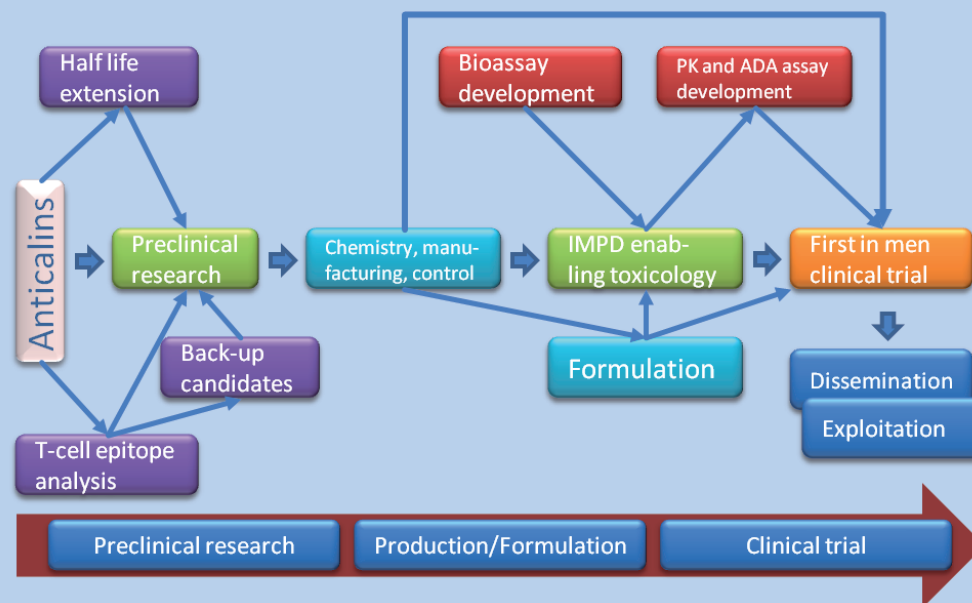 Half life
extension
Bioassay
development
PK and ADA assay
development
Anticalins
Preclinical
research
Chemistry, manu-
facturing, control
IMPD enab-
ling toxicology
First in men
clinical trial
Back-up
candidates
Formulation
Dissemination
Exploitation
T-cell epitope
analysis
Preclinical research
Production/Formulation
Clinical trial